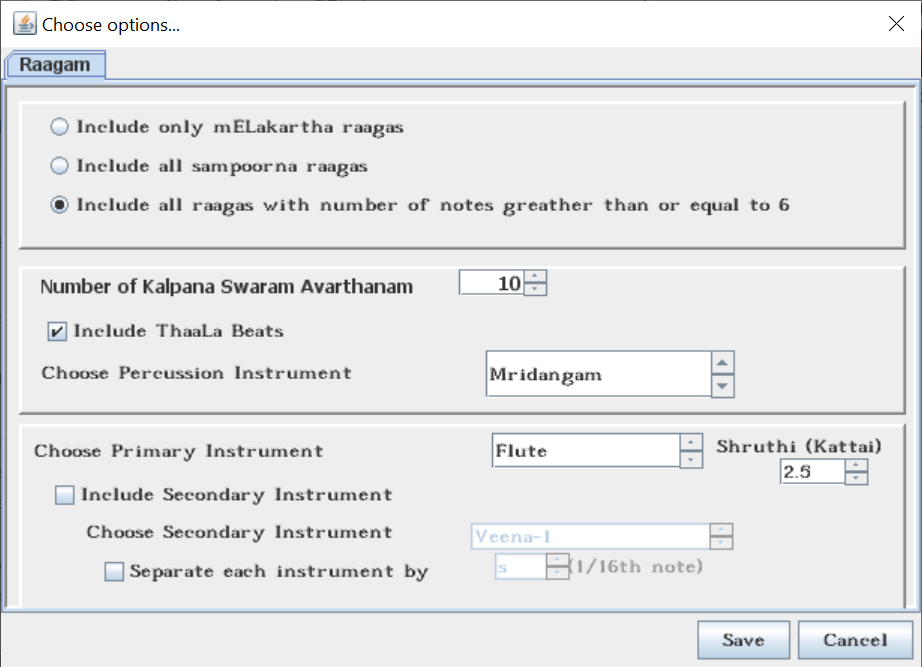 Choose options...
Raagam
Include only mELakartha raagas
Include all sampoorna raagas
Include all raagas with number of notes greather than or equal to 6
Number of Kalpana Swaram Avarthanam 10
Include ThaaLa Beats
Choose Percussion Instrument Mridangam
Choose Primary Instrument Flute Shruthi (Kattai)
2.5
Include Secondary Instrument
Choose Secondary Instrument Veena-1
Separate each instrument by s (1/16th note)
Save Cancel